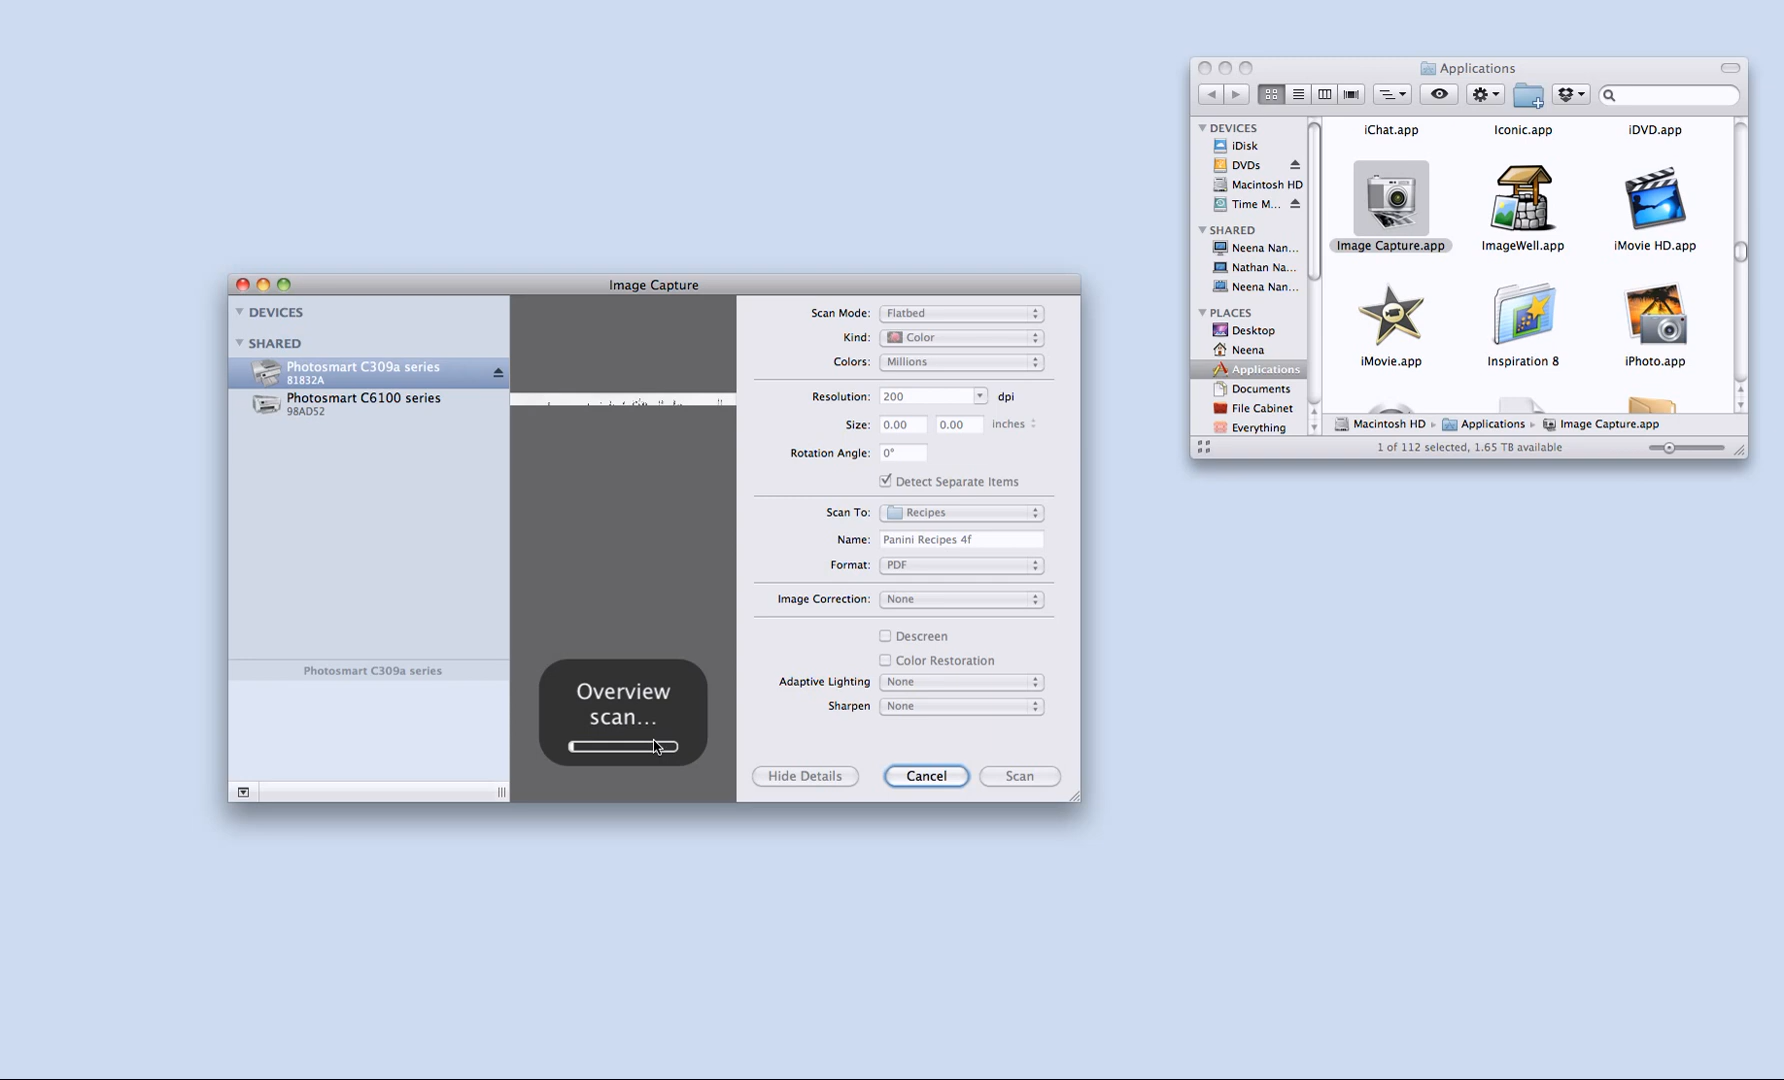 Applications
DEVICES
iDisk
DVDs
Macintosh HD
Time M...
SHARED
Neena Nan...
Nathan Na...
Neena Nan...
PLACES
Desktop
Neena
Applications
Documents
File Cabinet
Everything
iChat.app
Iconic.app
iDVD.app
Image Capture.app
ImageWell.app
iMovie HD.app
iMovie.app
Inspiration 8
iPhoto.app
Macintosh HD
Applications
Image Capture.app
1 of 112 selected, 1.65 TB available
Image Capture
DEVICES
SHARED
Photosmart C309a series
81832A
Photosmart C6100 series
98AD52
Photosmart C309a series
Overview
scan...
Scan Mode: Flatbed
Kind: Color
Colors: Millions
Resolution: 200 dpi
Size: 0.00 0.00 inches
Rotation Angle: 0°
Detect Separate Items
Scan To: Recipes
Name: Panini Recipes 4f
Format: PDF
Image Correction: None
Descreen
Color Restoration
Adaptive Lighting None
Sharpen None
Hide Details Cancel Scan